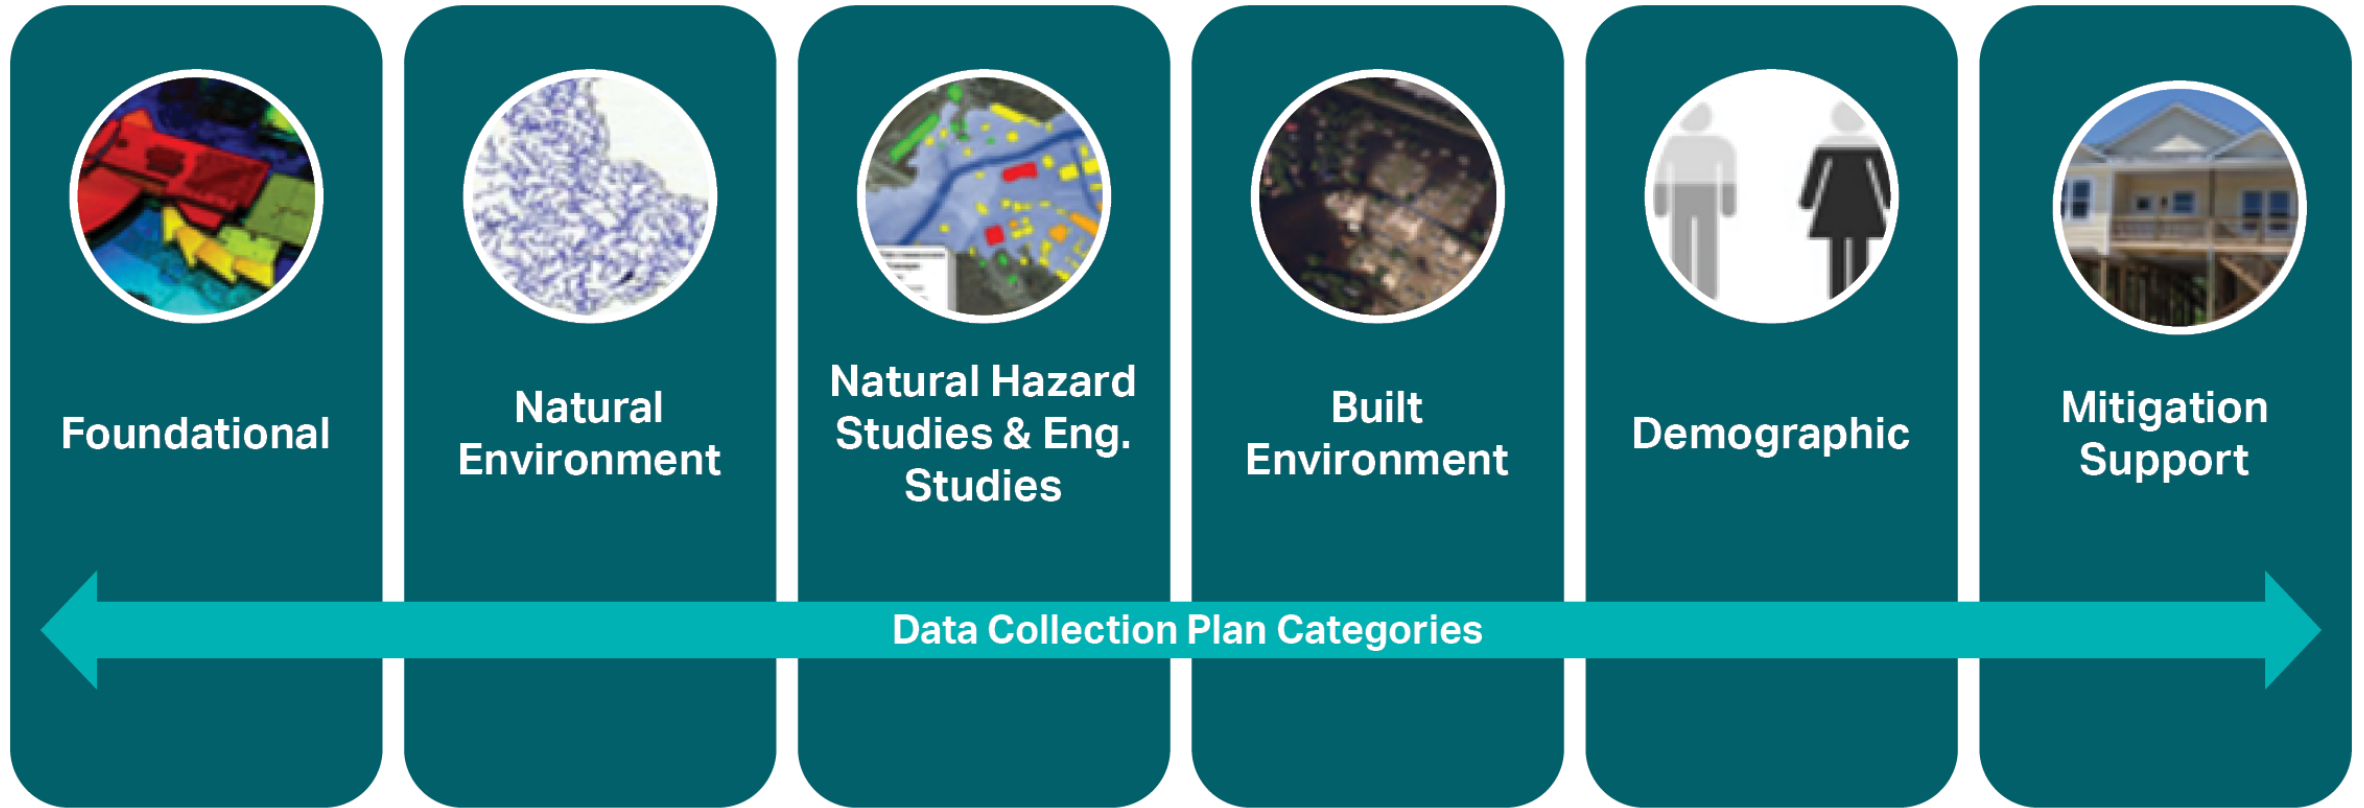 Foundational
Natural
Environment
Natural Hazard
Studies & Eng.
Studies
Built
Environment
Demographic
Mitigation
Support
Data Collection Plan Categories